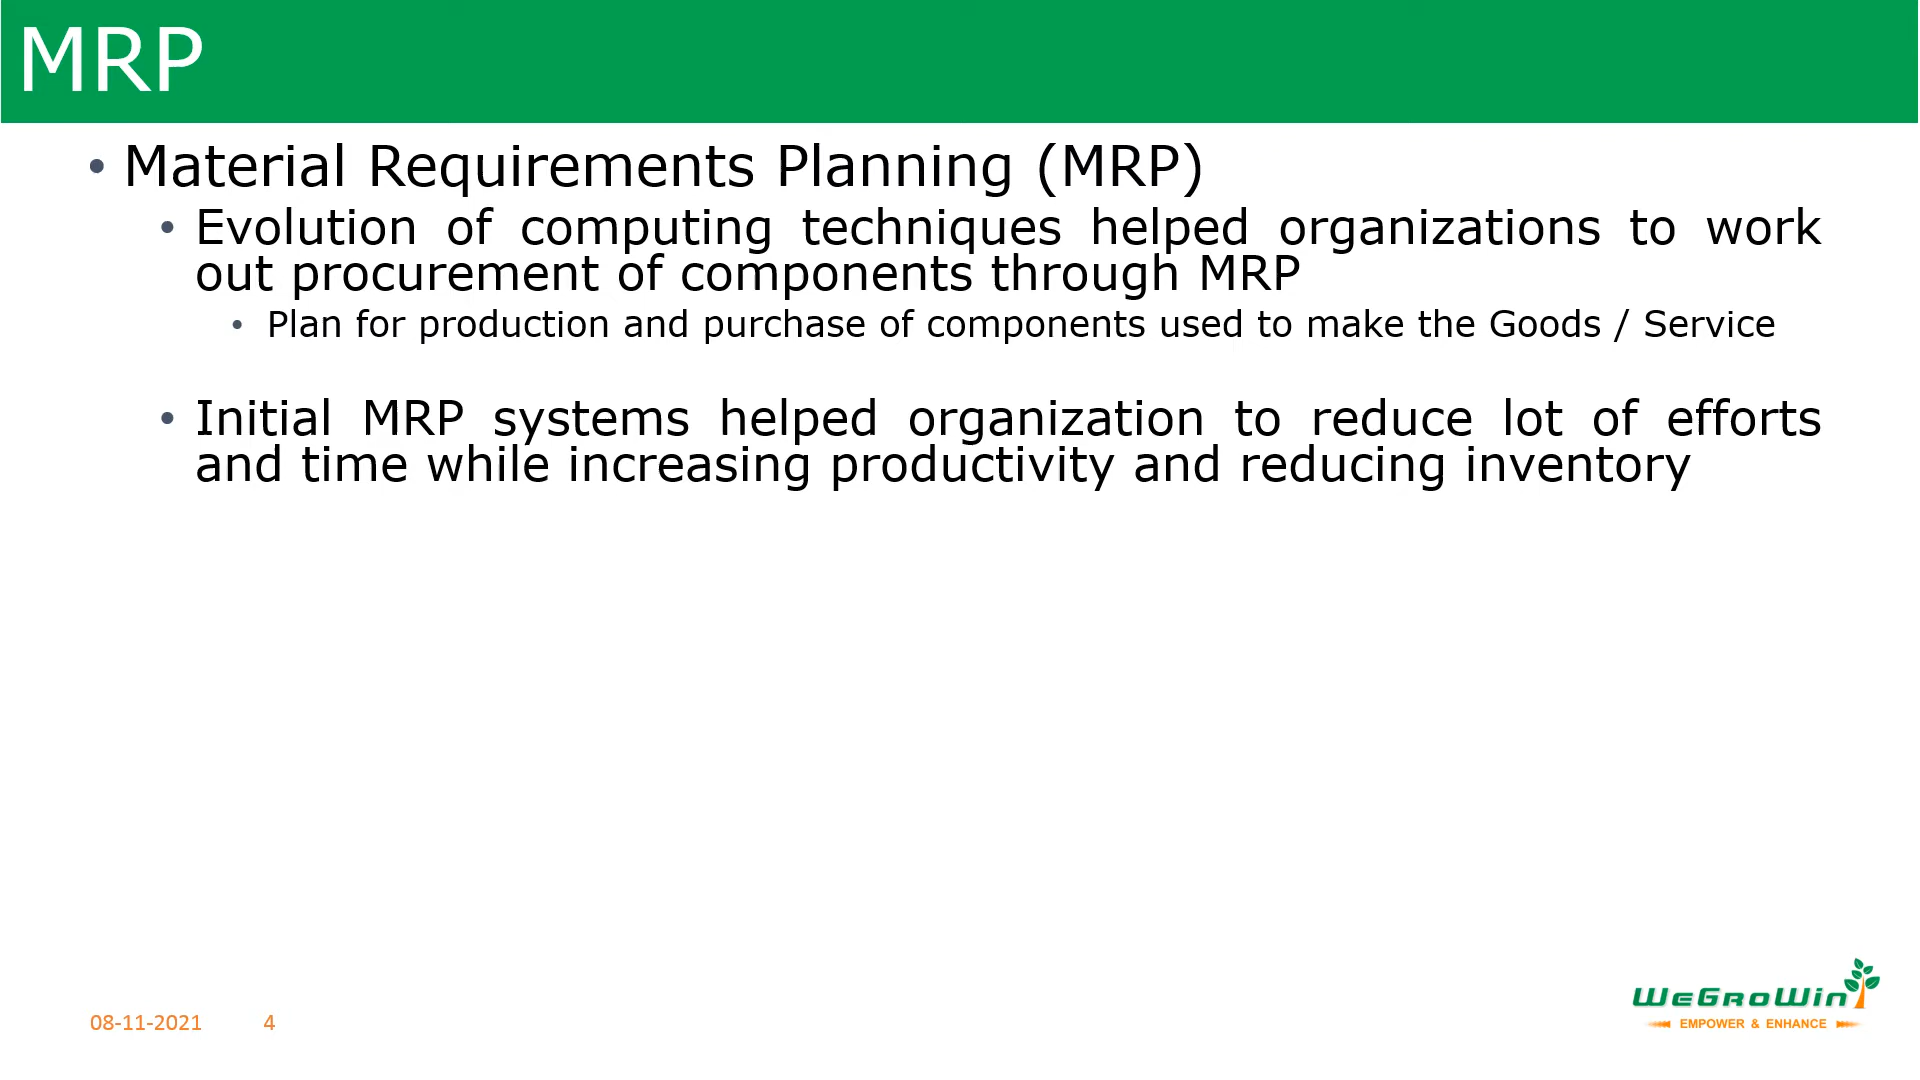 MRP
• Material Requirements Planning (MRP)
• Evolution of computing techniques helped organizations to work
out procurement of components through MRP
• Plan for production and purchase of components used to make the Goods / Service
• Initial MRP systems helped organization to reduce lot of efforts
and time while increasing productivity and reducing inventory
WeGroWin
EMPOWER & ENHANCE
08-11-2021 4